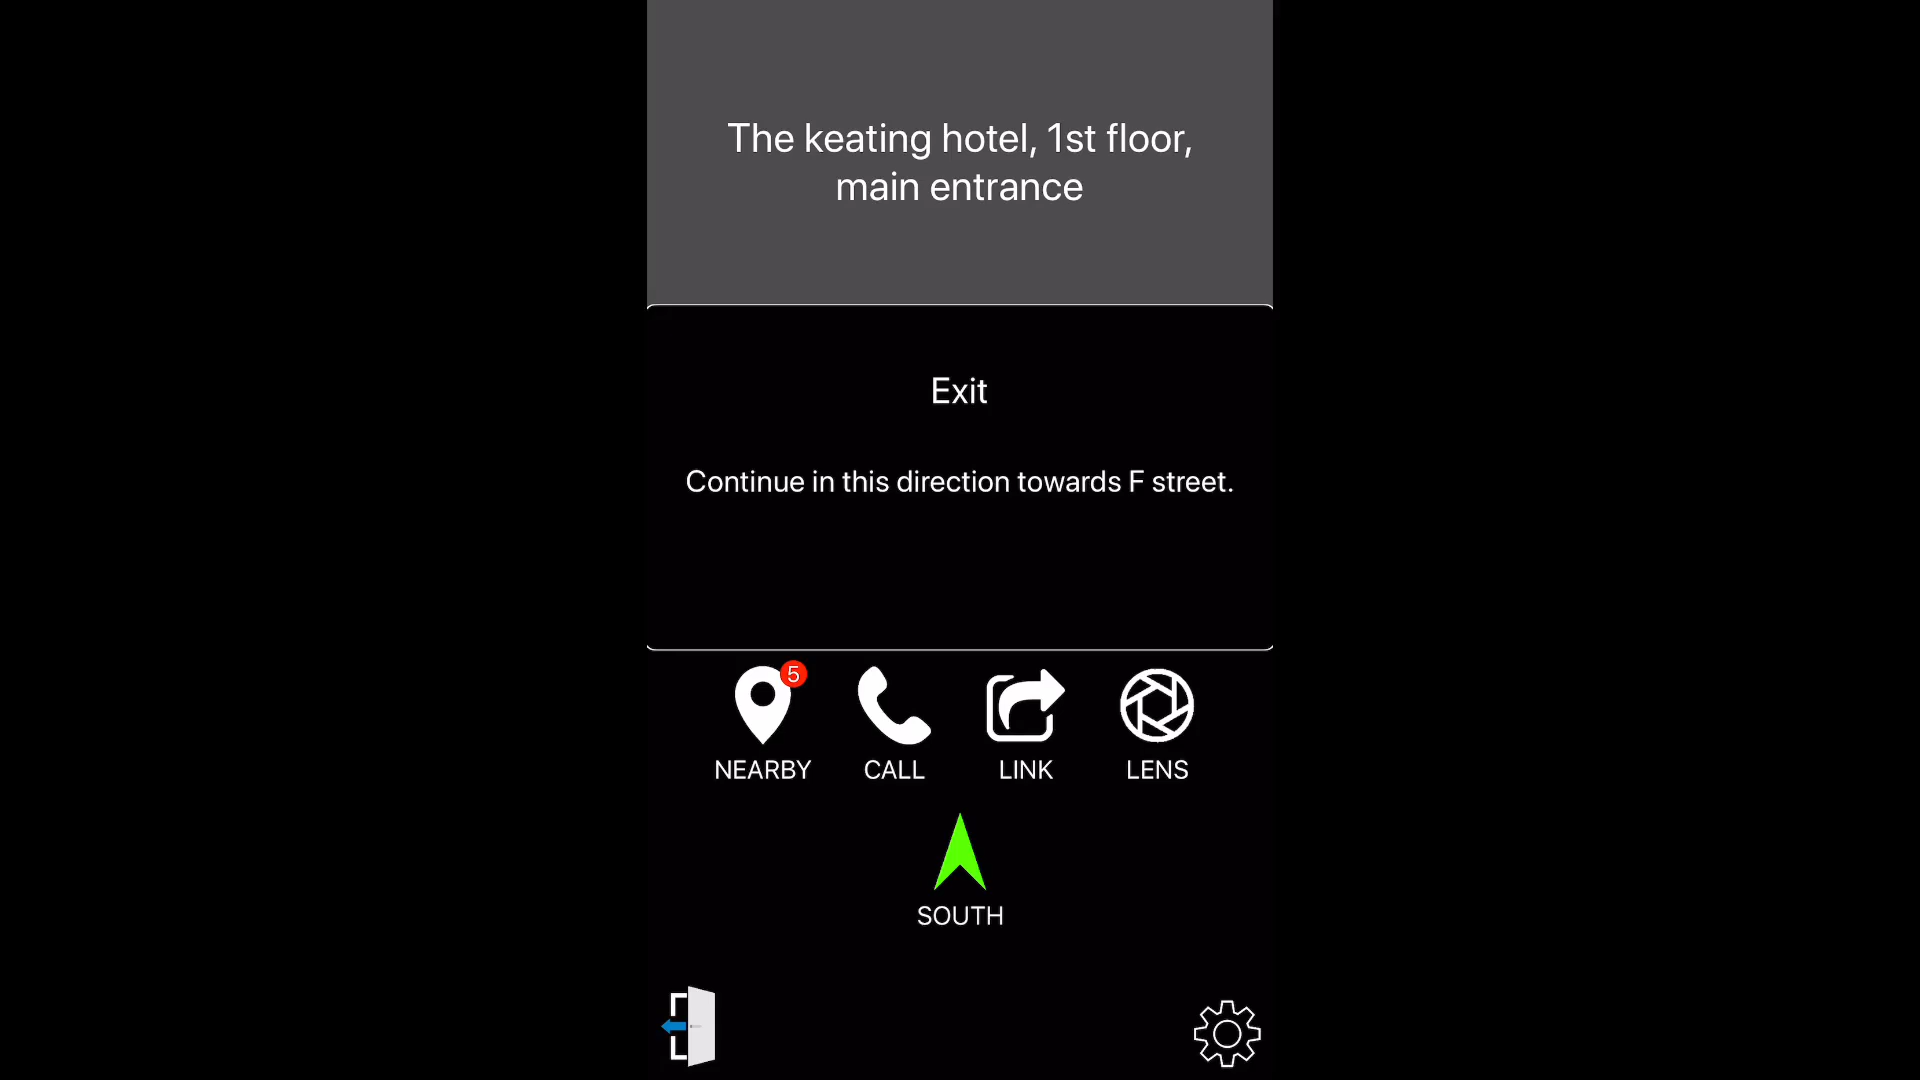 The keating hotel, 1st floor,
main entrance
Exit
Continue in this direction towards F street.
5
NEARBY
CALL
LINK
LENS
SOUTH